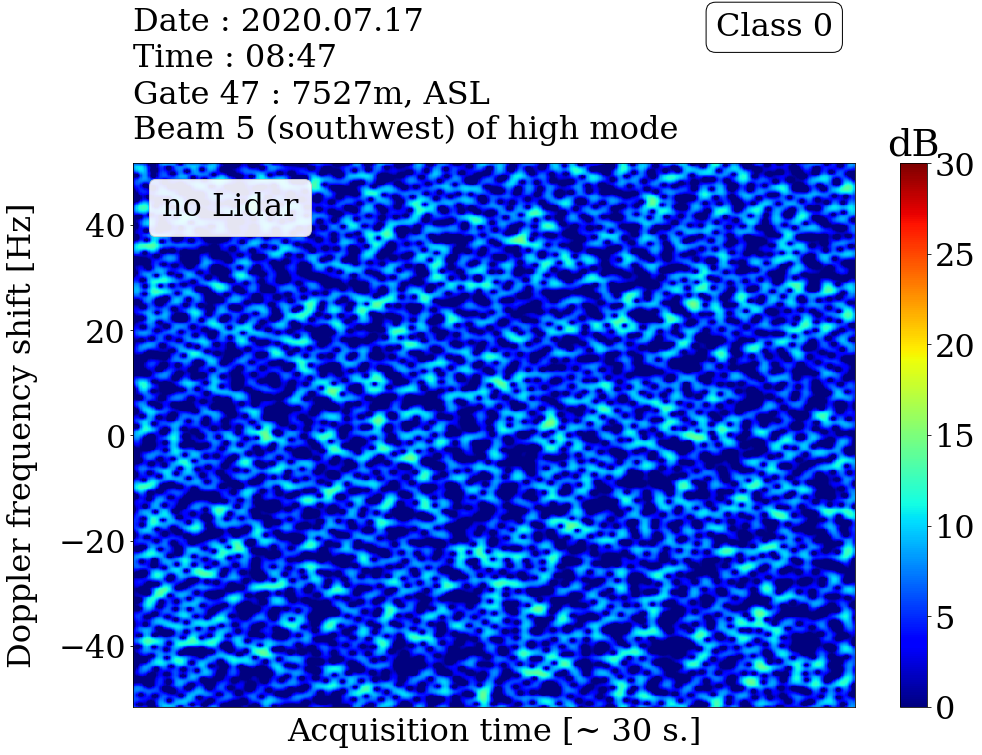 Date : 2020.07.17
Time : 08:47
Gate 47 : 7527m, ASL
Beam 5 (southwest) of high mode
Class 0
dB
no Lidar
Doppler frequency shift [Hz]
40
20
0
−20
−40
Acquisition time [~ 30 s.]
30
25
20
15
10
5
0